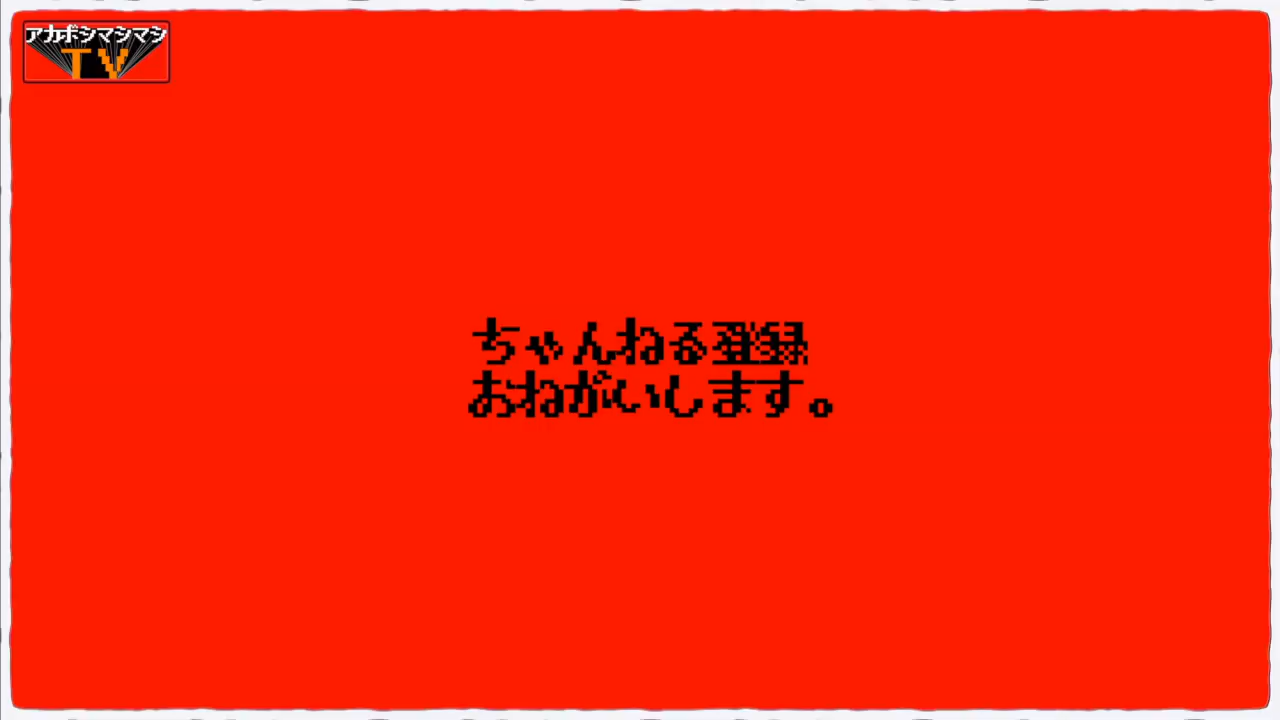 アカボシマシマシ
TV
ちゃんねる登録
おねがいします。